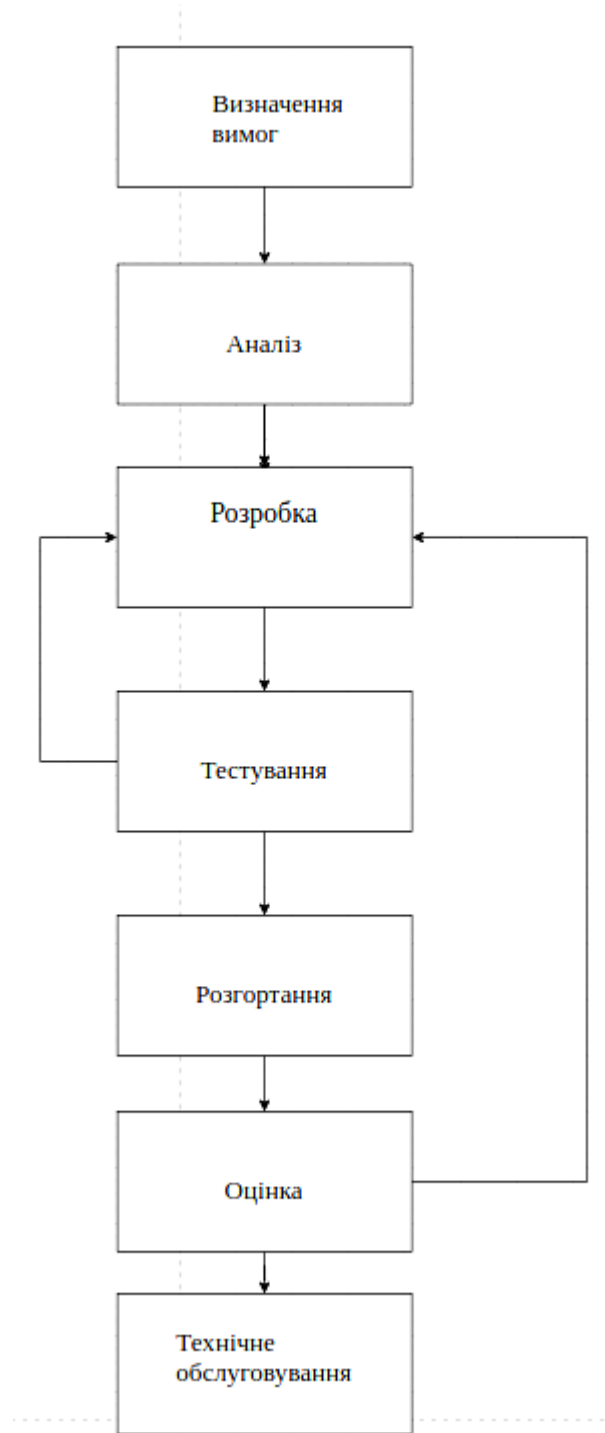 Визначення
вимог
Аналіз
Розробка
Тестування
Розгортання
Оцінка
Технічне
обслуговування